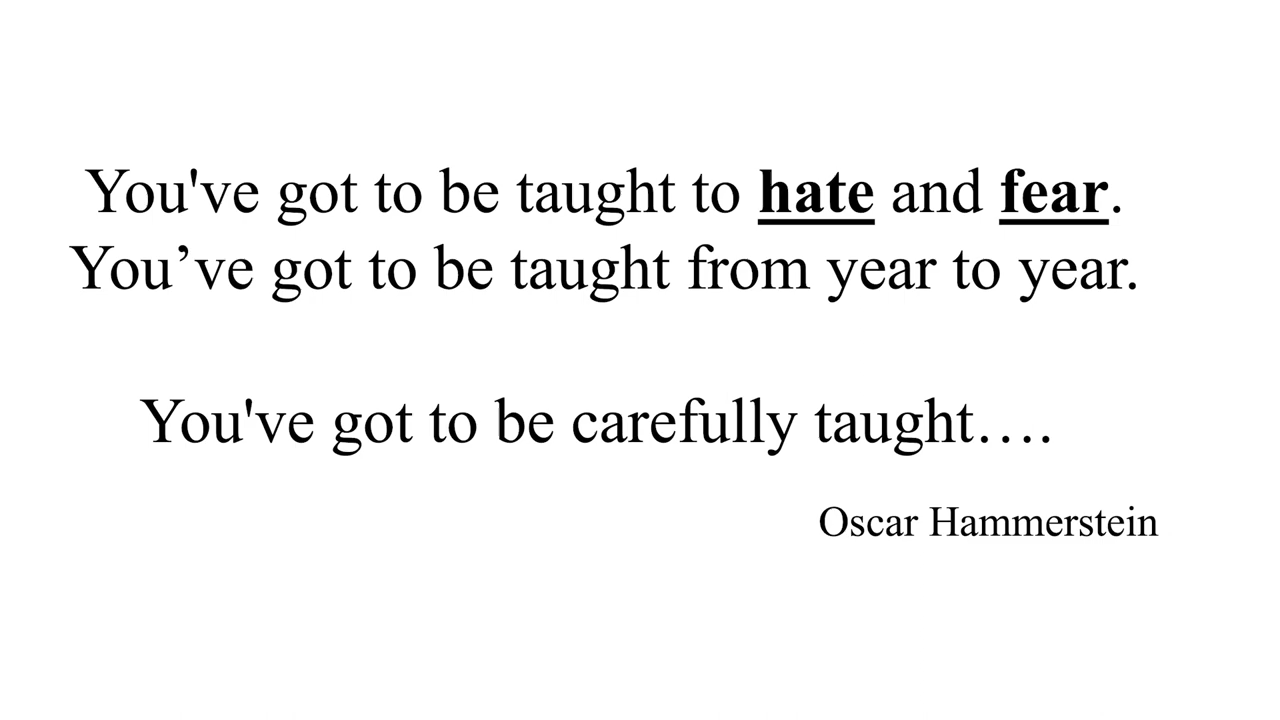 You've got to be taught to hate and fear.
You’ve got to be taught from year to year.
You've got to be carefully taught….
Oscar Hammerstein